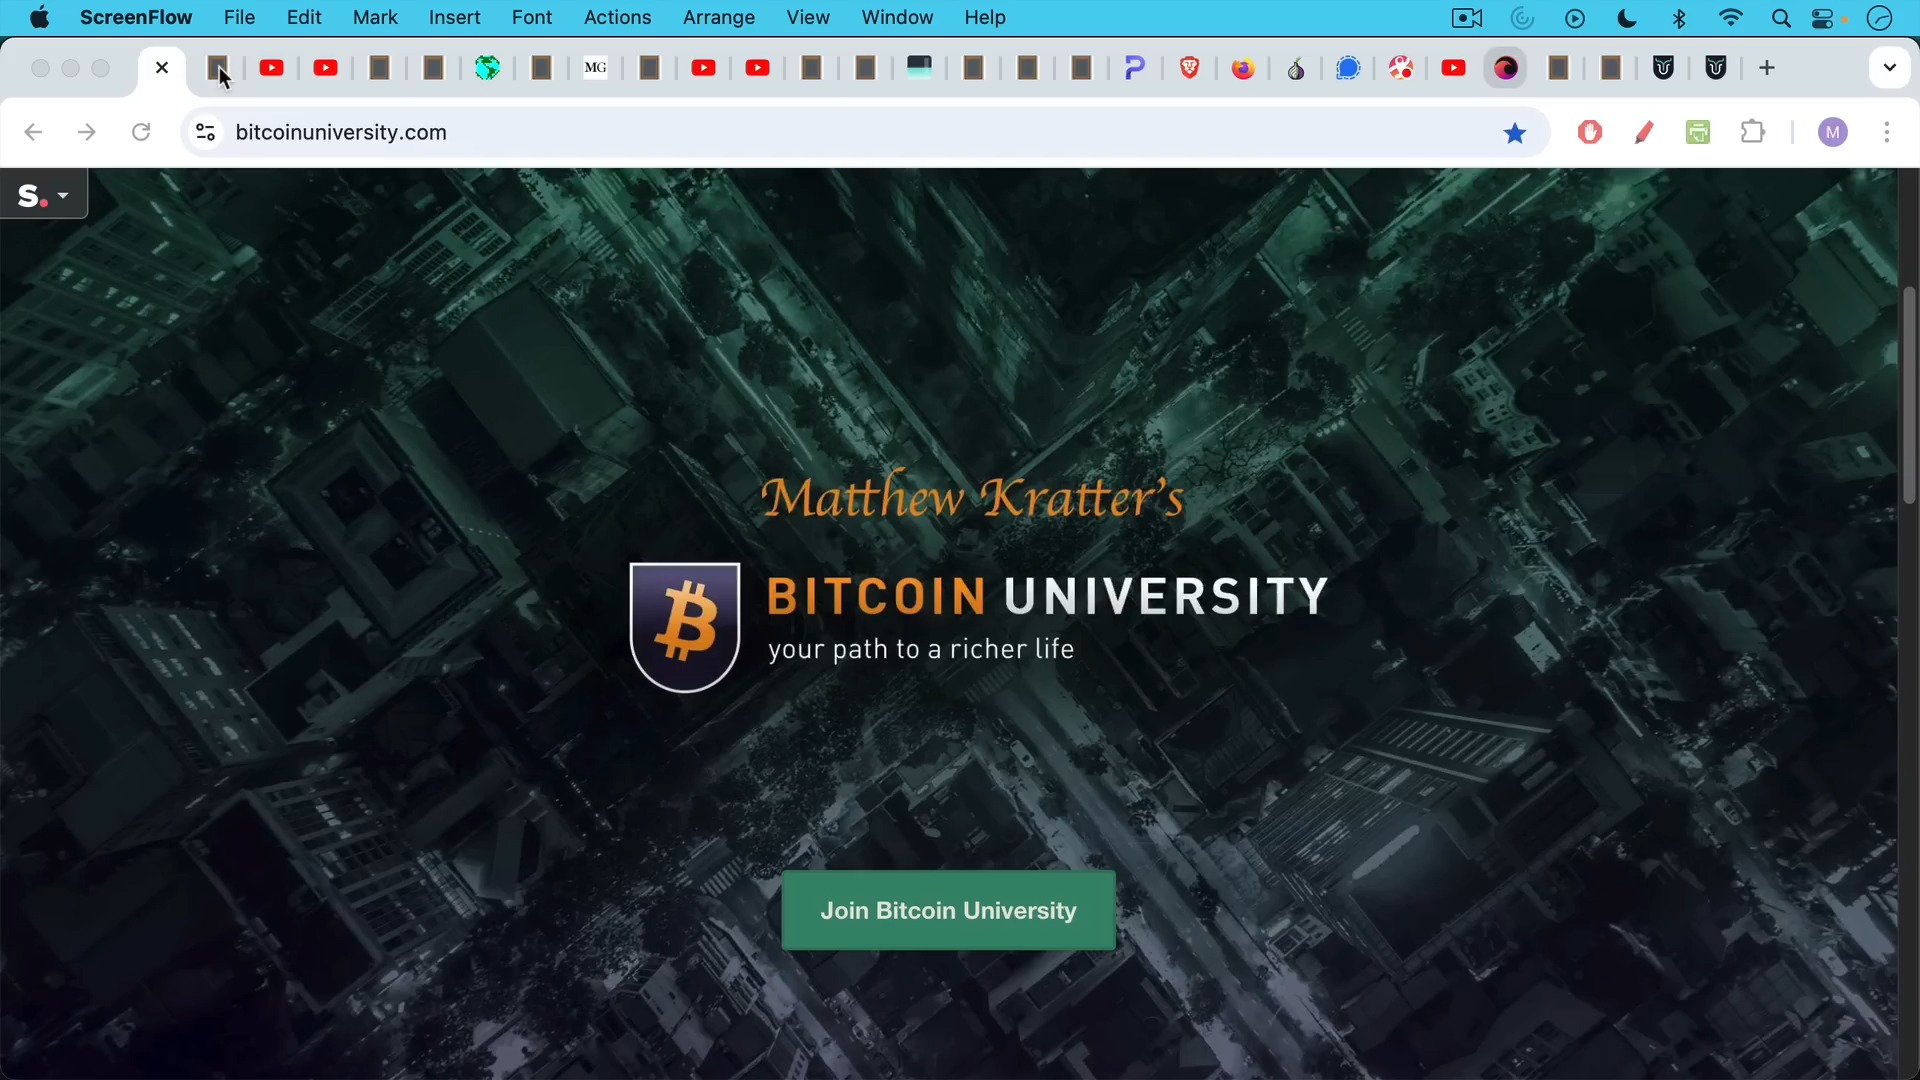 ScreenFlow File Edit Mark Insert Font Actions Arrange View Window Help
MG
bitcoinuniversity.com
M
S.
Matthew Kratter's
BITCOIN UNIVERSITY
your path to a richer life
Join Bitcoin University